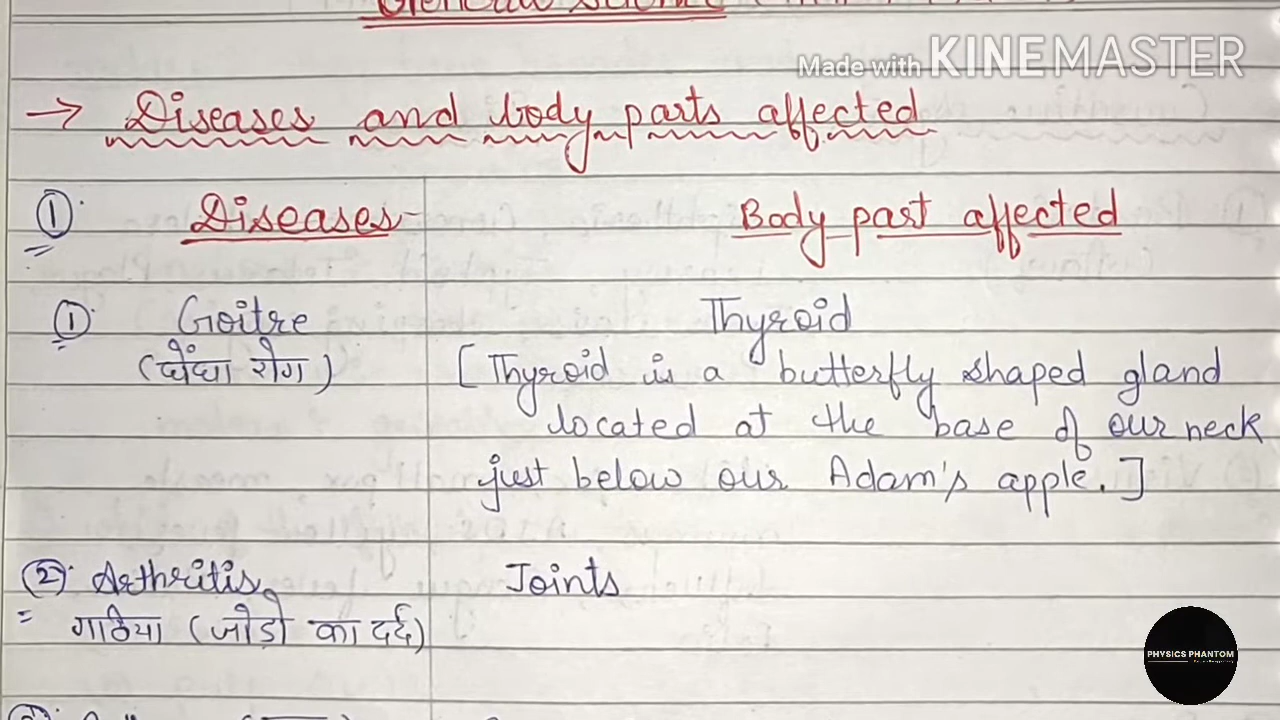 General Science
Made with KINEMASTER
→ Diseases and body parts affected
① Diseases- Body part affected
① Goitre Thyroid
(घेंघा रोग) [Thyroid is a butterfly shaped gland
located at the base of our neck
just below our Adam's apple.]
(2) Arthritis Joints
= गाठिया (जोड़ो का दर्द)
PHYSICS PHANTOM